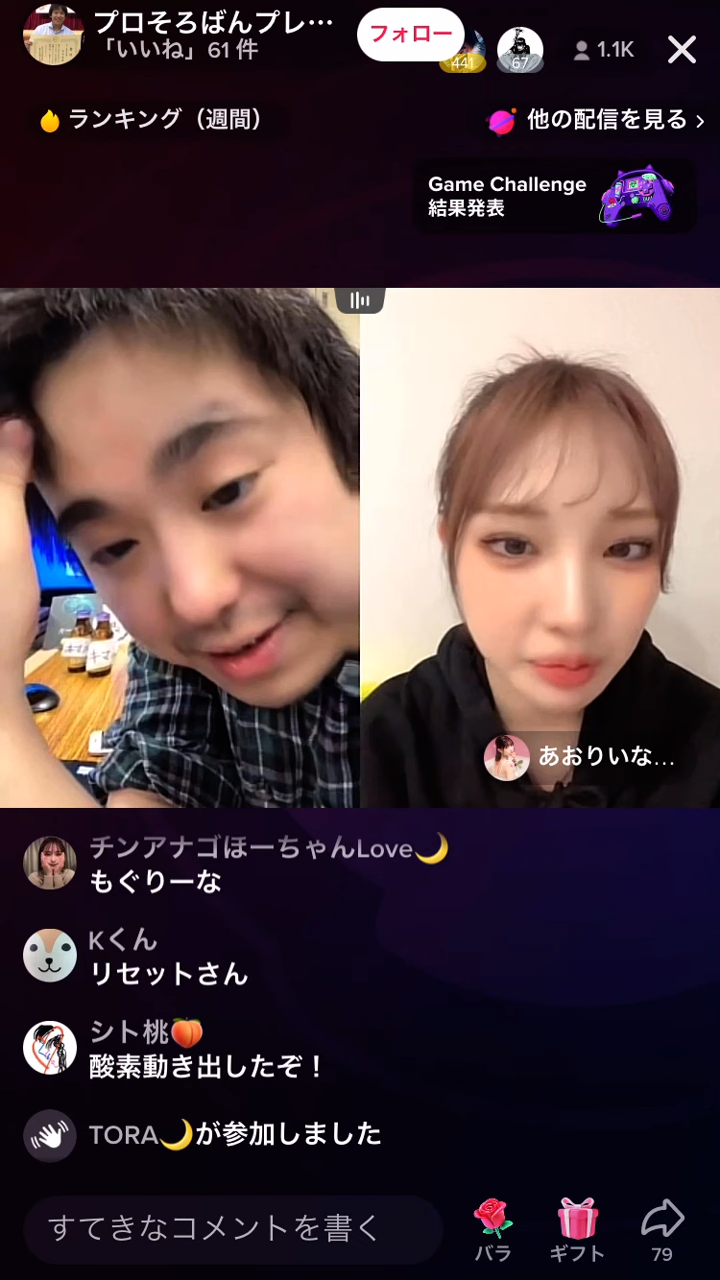 プロそろばんプレ…
「いいね」61 件
フォロー
441
67
1.1K
ランキング（週間）
他の配信を見る
Game Challenge
結果発表
あおりいな…
チンアナゴほーちゃんLove🌙
もぐりーな
Kくん
リセットさん
シト桃🍑
酸素動き出したぞ！
TORA🌙が参加しました
すてきなコメントを書く
バラ
ギフト
79